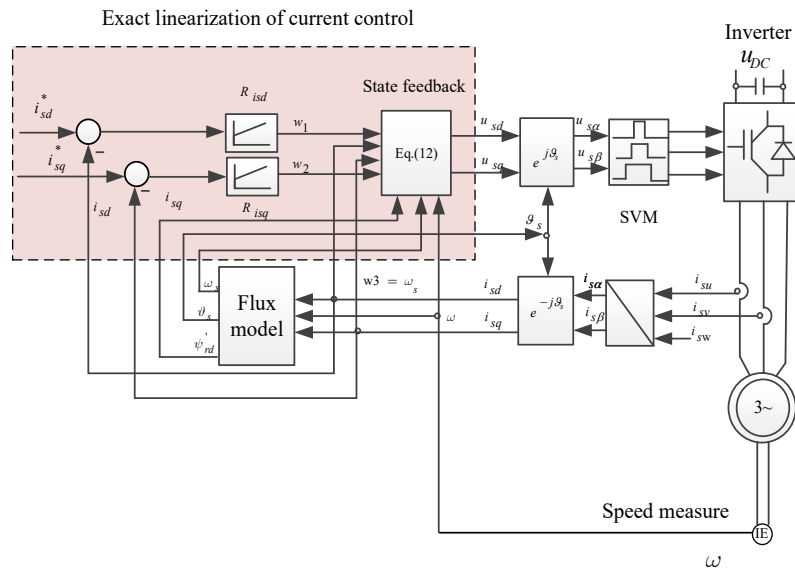 Exact linearization of current control
Inverter
u_DC
State feedback
i*_sd
R_isd
w_1
u_sd
u_sα
Eq.(12)
e^jϑ_s
i*_sq
w_2
u_sq
u_sβ
i_sd
i_sq
R_isq
SVM
ϑ_s
ω_s
w3 = ω_s
i_sd
i_sα
i_su
Flux
model
ϑ_s
ω
e^-jϑ_s
i_sv
ψ'_rd
i_sq
i_sβ
i_sw
3~
Speed measure
IE
ω